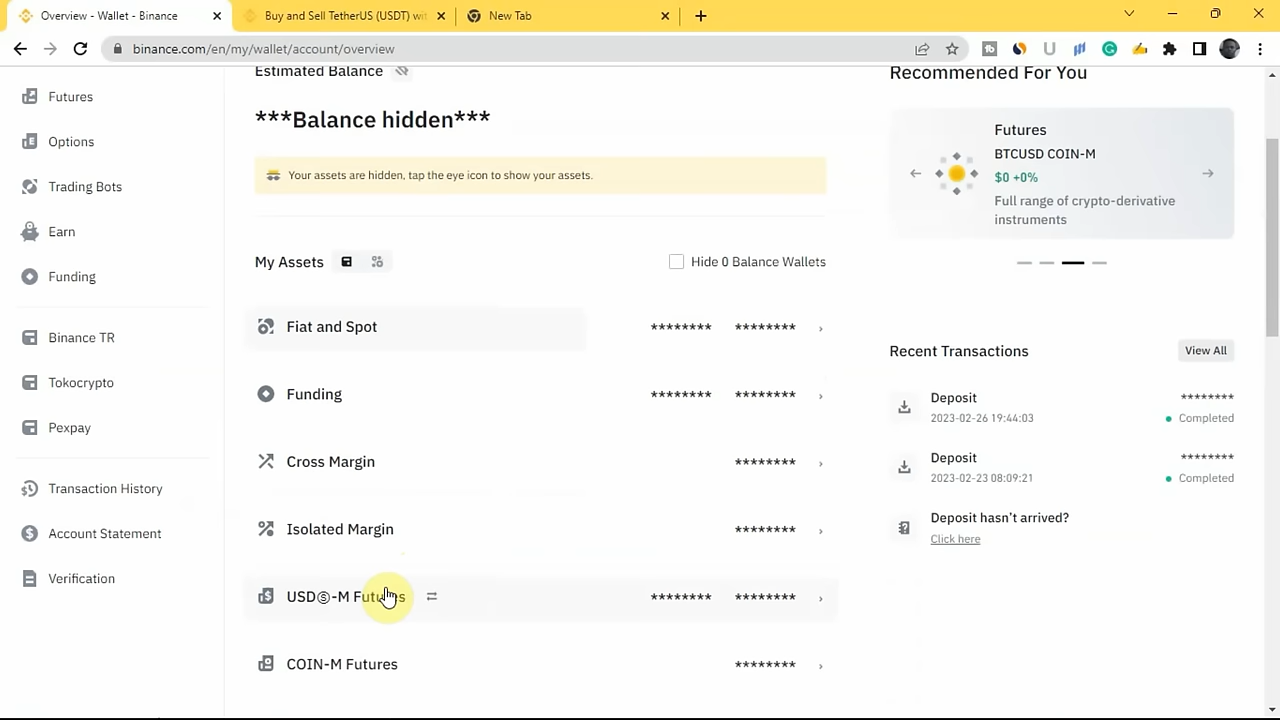 Overview - Wallet - Binance
Buy and Sell TetherUS (USDT) wit
New Tab
binance.com/en/my/wallet/account/overview
Futures
Options
Trading Bots
Earn
Funding
Binance TR
Tokocrypto
Pexpay
Transaction History
Account Statement
Verification
Estimated Balance
***Balance hidden***
Your assets are hidden, tap the eye icon to show your assets.
My Assets
Hide 0 Balance Wallets
Fiat and Spot ******** ********
Funding ******** ********
Cross Margin ********
Isolated Margin ********
USDⓈ-M Futures ******** ********
COIN-M Futures ********
Recommended For You
Futures
BTCUSD COIN-M
$0 +0%
Full range of crypto-derivative
instruments
Recent Transactions View All
Deposit ********
2023-02-26 19:44:03 Completed
Deposit ********
2023-02-23 08:09:21 Completed
Deposit hasn't arrived?
Click here